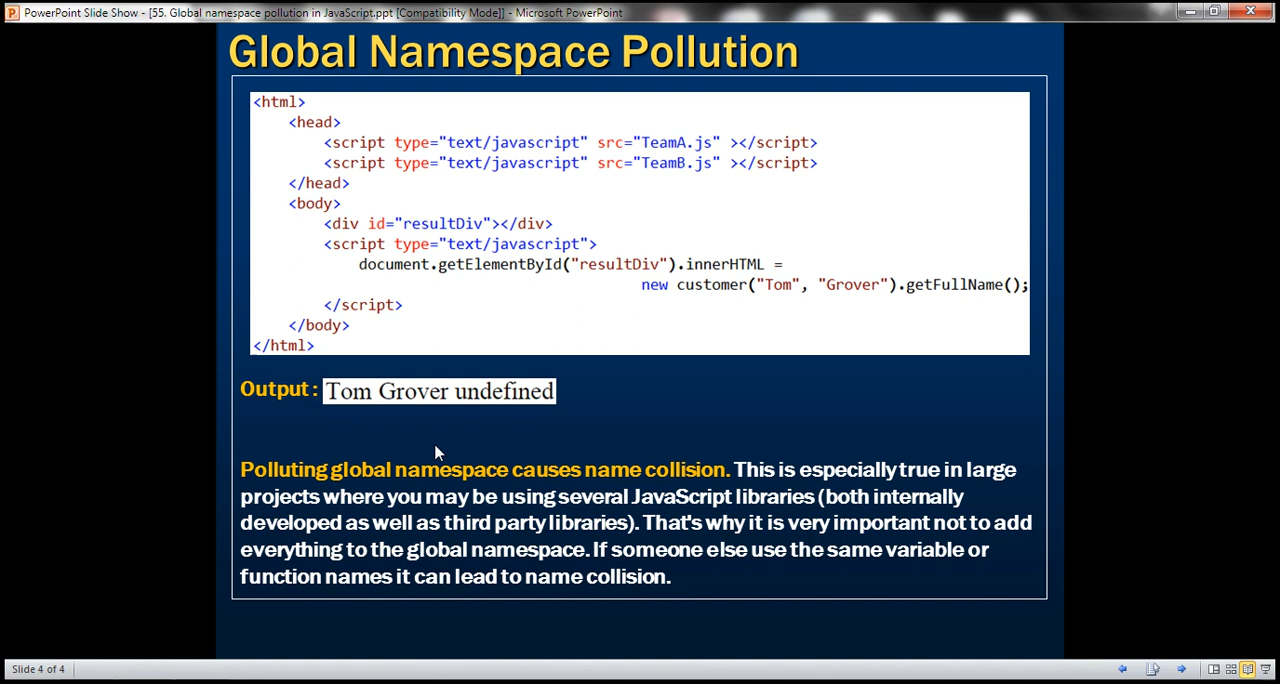 PowerPoint Slide Show - [55. Global namespace pollution in JavaScript.ppt [Compatibility Mode]] - Microsoft PowerPoint
Global Namespace Pollution
<html>
<head>
<script type="text/javascript" src="TeamA.js" ></script>
<script type="text/javascript" src="TeamB.js" ></script>
</head>
<body>
<div id="resultDiv"></div>
<script type="text/javascript">
document.getElementById("resultDiv").innerHTML =
new customer("Tom", "Grover").getFullName();
</script>
</body>
</html>
Output : Tom Grover undefined
Polluting global namespace causes name collision. This is especially true in large
projects where you may be using several JavaScript libraries (both internally
developed as well as third party libraries). That's why it is very important not to add
everything to the global namespace. If someone else use the same variable or
function names it can lead to name collision.
Slide 4 of 4